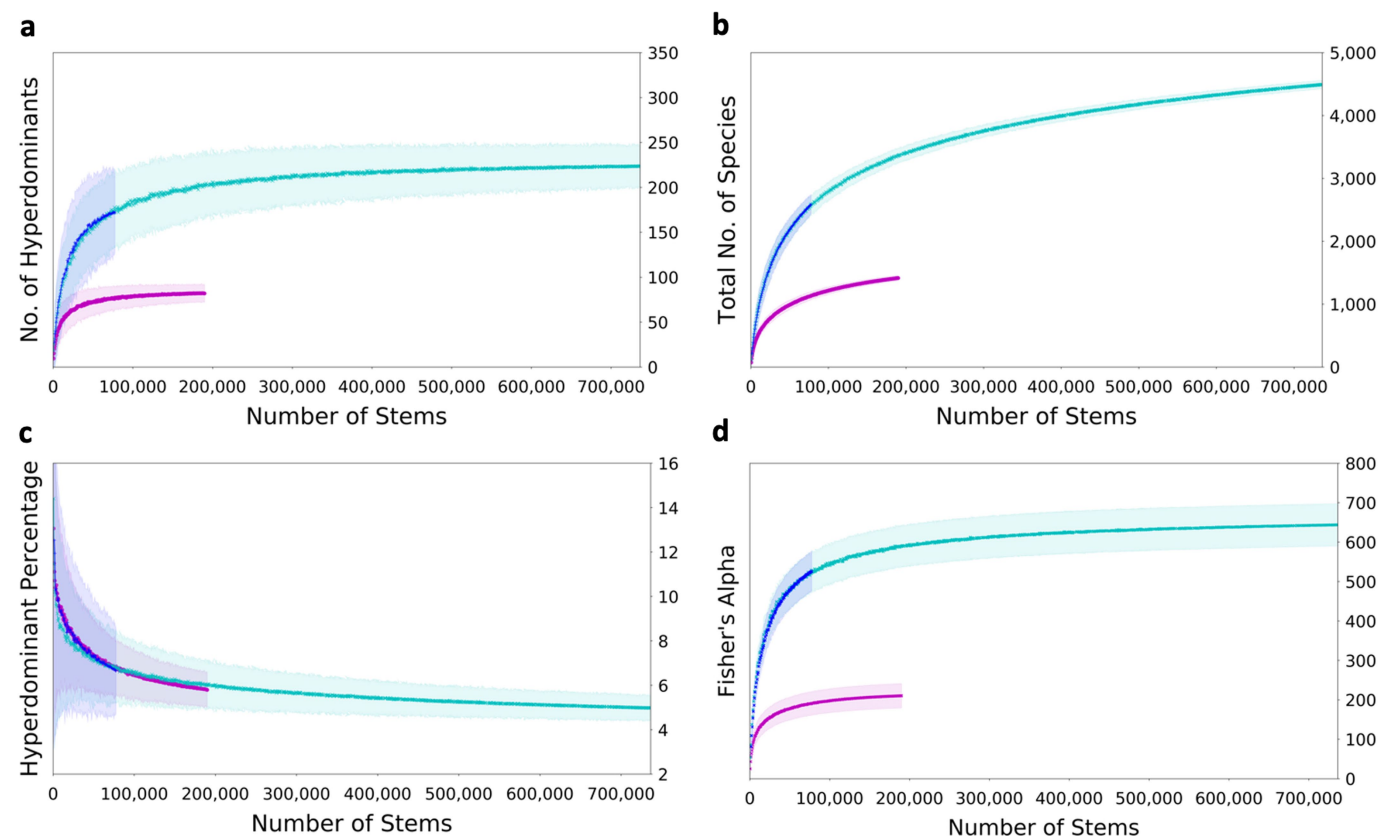 a
No. of Hyperdominants
350
300
250
200
150
100
50
0
0 100,000 200,000 300,000 400,000 500,000 600,000 700,000
Number of Stems
b
Total No. of Species
5,000
4,000
3,000
2,000
1,000
0
0 100,000 200,000 300,000 400,000 500,000 600,000 700,000
Number of Stems
c
Hyperdominant Percentage
16
14
12
10
8
6
4
2
0 100,000 200,000 300,000 400,000 500,000 600,000 700,000
Number of Stems
d
Fisher's Alpha
800
700
600
500
400
300
200
100
0
0 100,000 200,000 300,000 400,000 500,000 600,000 700,000
Number of Stems